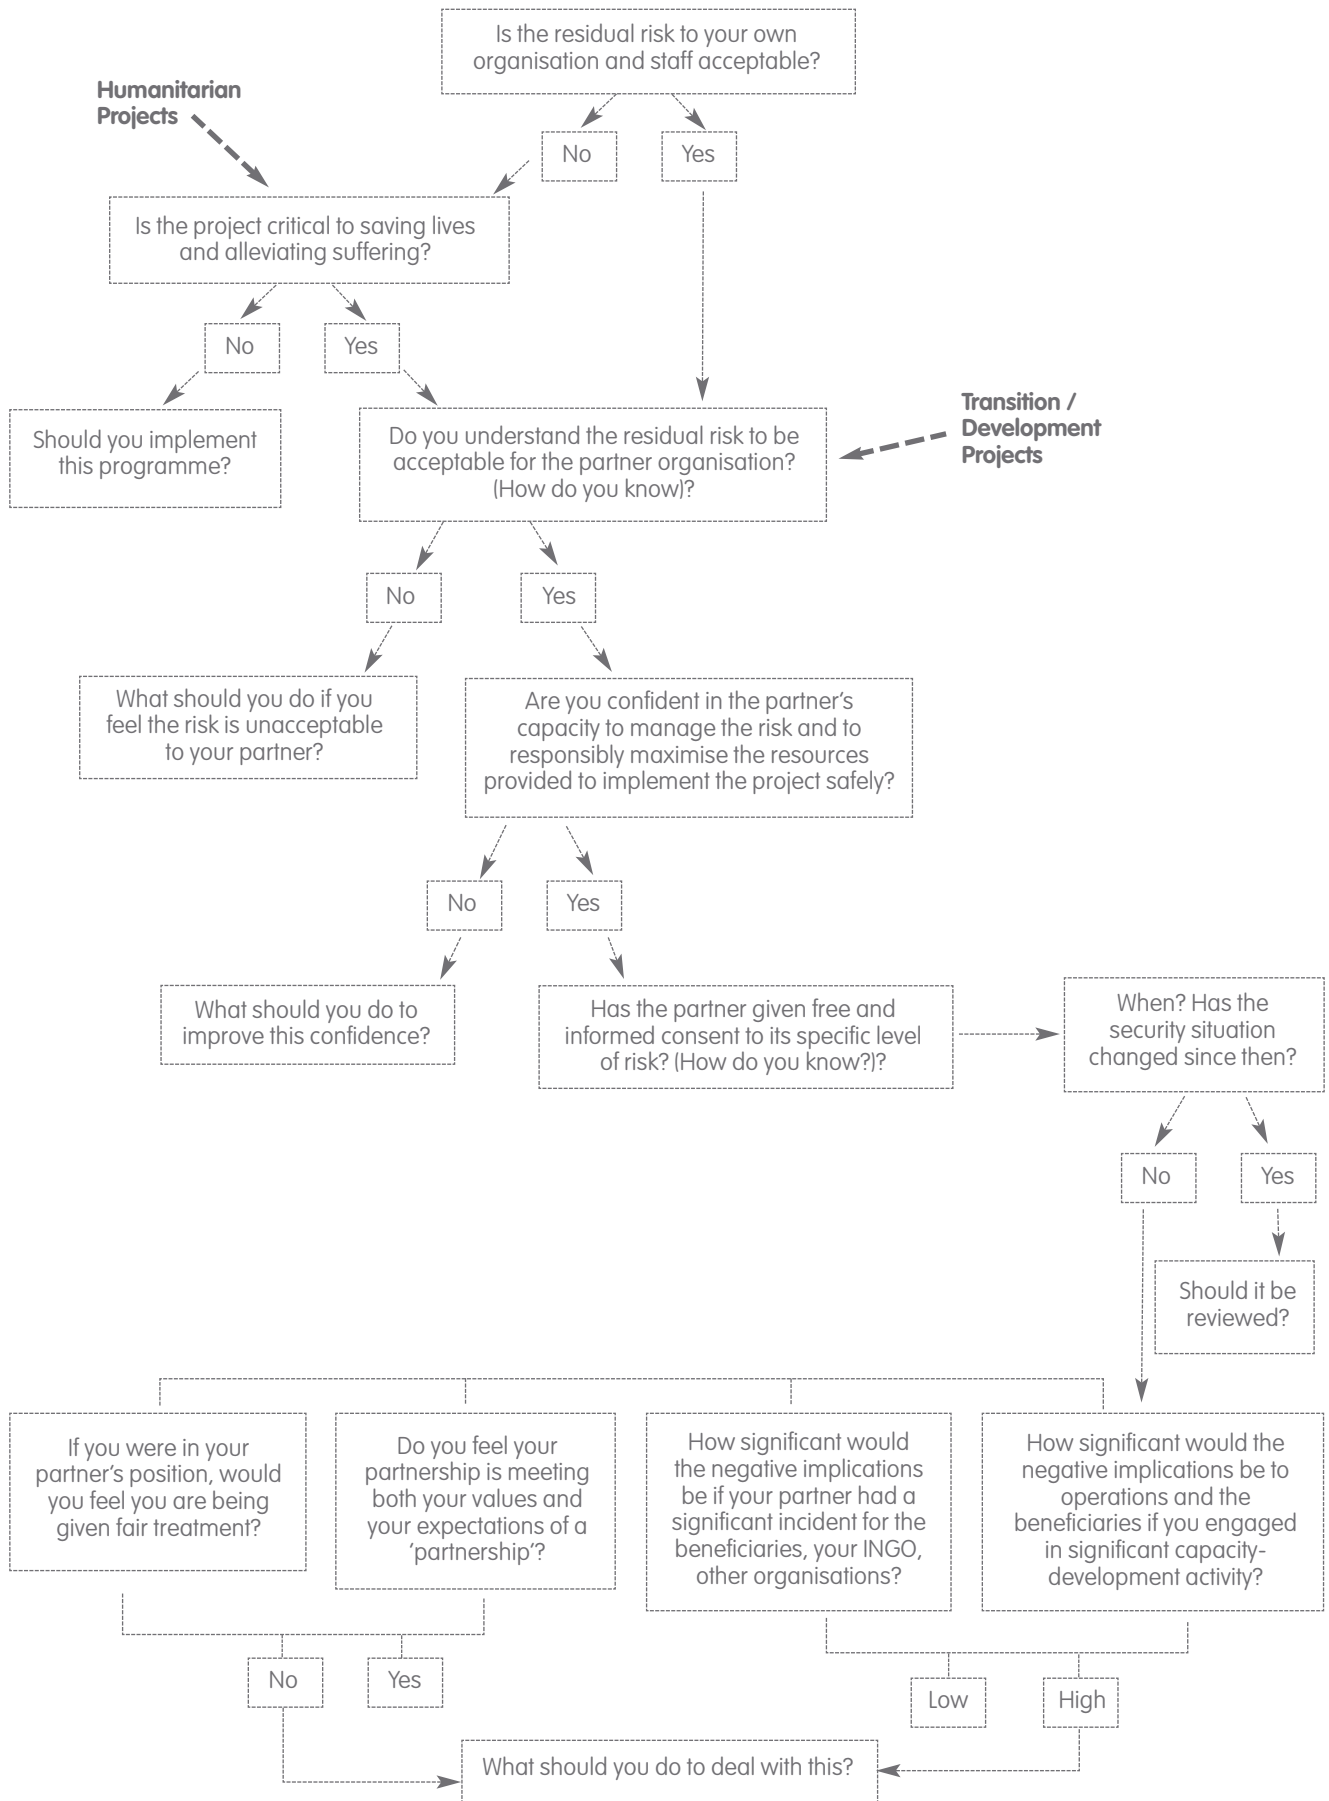 Is the residual risk to your own
organisation and staff acceptable?
Humanitarian
Projects
No
Yes
Is the project critical to saving lives
and alleviating suffering?
No
Yes
Should you implement
this programme?
Do you understand the residual risk to be
acceptable for the partner organisation?
(How do you know)?
Transition /
Development
Projects
No
Yes
What should you do if you
feel the risk is unacceptable
to your partner?
Are you confident in the partner's
capacity to manage the risk and to
responsibly maximise the resources
provided to implement the project safely?
No
Yes
What should you do to
improve this confidence?
Has the partner given free and
informed consent to its specific level
of risk? (How do you know?)?
When? Has the
security situation
changed since then?
No
Yes
Should it be
reviewed?
If you were in your
partner's position, would
you feel you are being
given fair treatment?
Do you feel your
partnership is meeting
both your values and
your expectations of a
'partnership'?
How significant would
the negative implications
be if your partner had a
significant incident for the
beneficiaries, your INGO,
other organisations?
How significant would the
negative implications be to
operations and the
beneficiaries if you engaged
in significant capacity-
development activity?
No
Yes
Low
High
What should you do to deal with this?